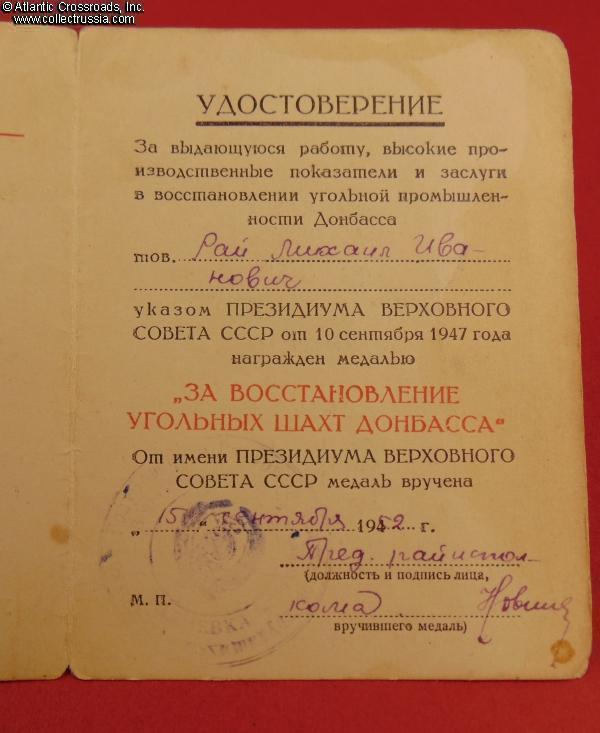 © Atlantic Crossroads, Inc.
www.collectrussia.com
УДОСТОВЕРЕНИЕ
За выдающуюся работу, высокие про-
изводственные показатели и заслуги
в восстановлении угольной промышлен-
ности Донбасса
тов. Рай Михаил Ива-
нович
указом ПРЕЗИДИУМА ВЕРХОВНОГО
СОВЕТА СССР от 10 сентября 1947 года
награжден медалью
„ЗА ВОССТАНОВЛЕНИЕ
УГОЛЬНЫХ ШАХТ ДОНБАССА“
От имени ПРЕЗИДИУМА ВЕРХОВНОГО
СОВЕТА СССР медаль вручена
„15“ сентября 1952 г.
Пред. райиспол-
(должность и подпись лица,
М. П. кома
вручившего медаль)